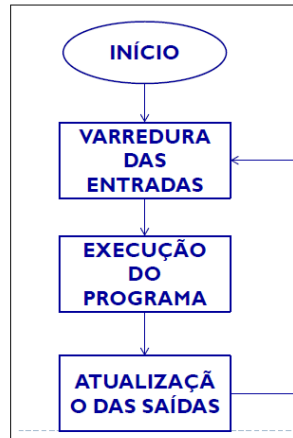 INÍCIO
VARREDURA
DAS
ENTRADAS
EXECUÇÃO
DO
PROGRAMA
ATUALIZAÇÃ
O DAS SAÍDAS